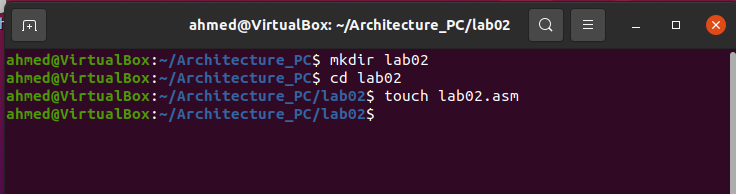 ahmed@VirtualBox: ~/Architecture_PC/lab02
ahmed@VirtualBox:~/Architecture_PC$ mkdir lab02
ahmed@VirtualBox:~/Architecture_PC$ cd lab02
ahmed@VirtualBox:~/Architecture_PC/lab02$ touch lab02.asm
ahmed@VirtualBox:~/Architecture_PC/lab02$